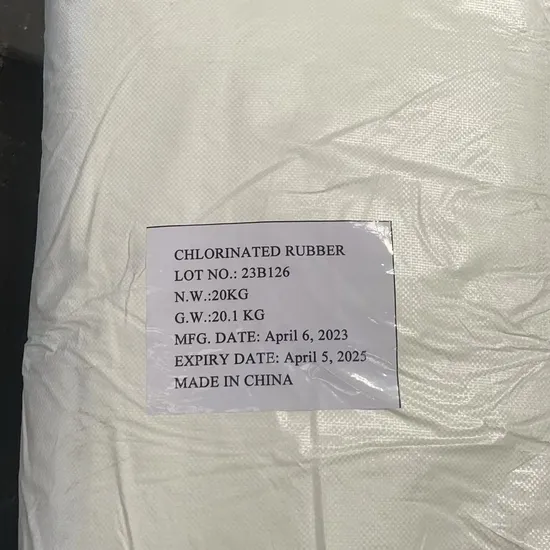 CHLORINATED RUBBER
LOT NO.: 23B126
N.W.:20KG
G.W.:20.1 KG
MFG. DATE: April 6, 2023
EXPIRY DATE: April 5, 2025
MADE IN CHINA